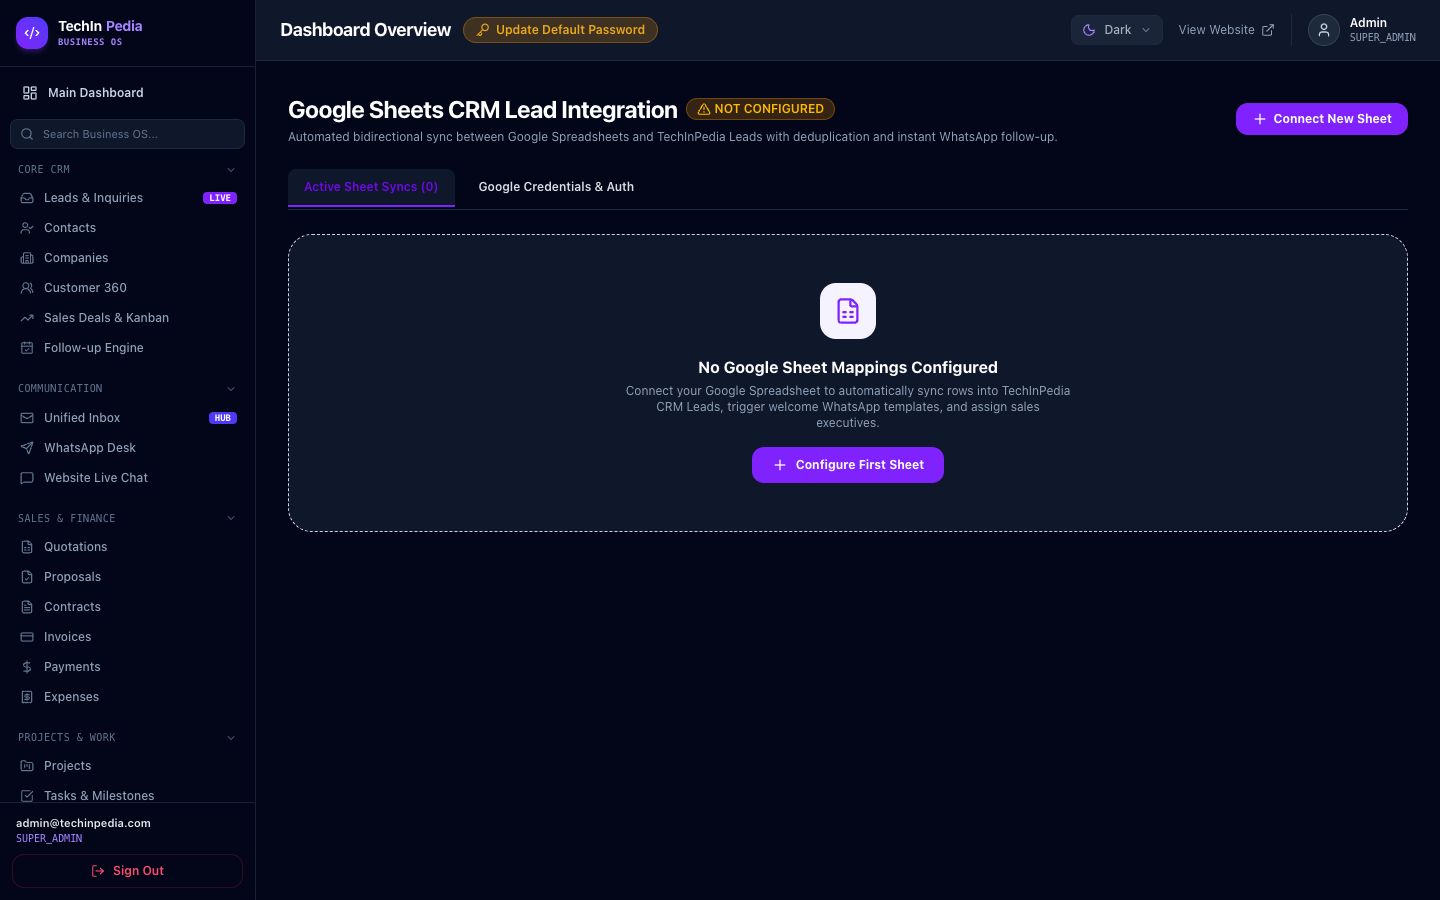 TechIn Pedia
BUSINESS OS
Main Dashboard
Search Business OS...
CORE CRM
Leads & Inquiries LIVE
Contacts
Companies
Customer 360
Sales Deals & Kanban
Follow-up Engine
COMMUNICATION
Unified Inbox HUB
WhatsApp Desk
Website Live Chat
SALES & FINANCE
Quotations
Proposals
Contracts
Invoices
Payments
Expenses
PROJECTS & WORK
Projects
Tasks & Milestones
admin@techinpedia.com
SUPER_ADMIN
Sign Out
Dashboard Overview Update Default Password
Dark View Website
Admin
SUPER_ADMIN
Google Sheets CRM Lead Integration NOT CONFIGURED
Automated bidirectional sync between Google Spreadsheets and TechInPedia Leads with deduplication and instant WhatsApp follow-up.
Connect New Sheet
Active Sheet Syncs (0) Google Credentials & Auth
No Google Sheet Mappings Configured
Connect your Google Spreadsheet to automatically sync rows into TechInPedia
CRM Leads, trigger welcome WhatsApp templates, and assign sales
executives.
Configure First Sheet